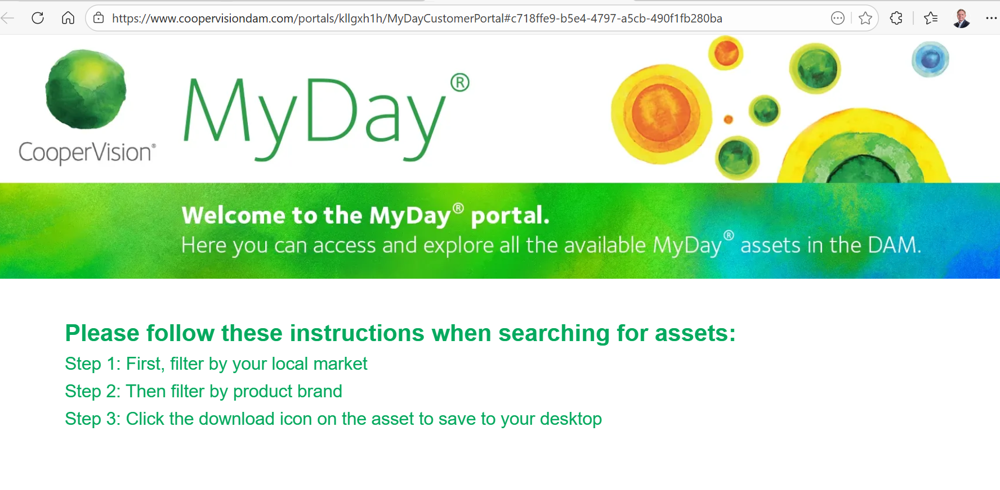 https://www.coopervisiondam.com/portals/kllgxh1h/MyDayCustomerPortal#c718ffe9-b5e4-4797-a5cb-490f1fb280ba
MyDay®
CooperVision®
Welcome to the MyDay® portal.
Here you can access and explore all the available MyDay® assets in the DAM.
Please follow these instructions when searching for assets:
Step 1: First, filter by your local market
Step 2: Then filter by product brand
Step 3: Click the download icon on the asset to save to your desktop